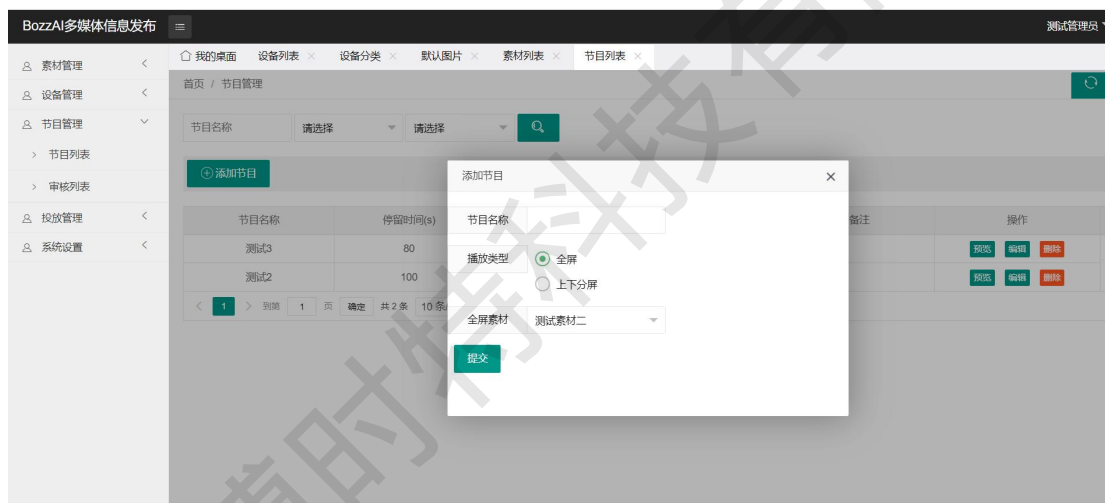 BozzAI多媒体信息发布
测试管理员
素材管理
设备管理
节目管理
节目列表
审核列表
投放管理
系统设置
我的桌面 设备列表 设备分类 默认图片 素材列表 节目列表
首页 / 节目管理
节目名称 请选择 请选择
添加节目
节目名称 停留时间(s) 备注 操作
测试3 80 预览 编辑 删除
测试2 100 预览 编辑 删除
1 到第 1 页 确定 共 2 条 10 条
添加节目
节目名称
播放类型 全屏
上下分屏
全屏素材 测试素材二
提交
博时特科技有